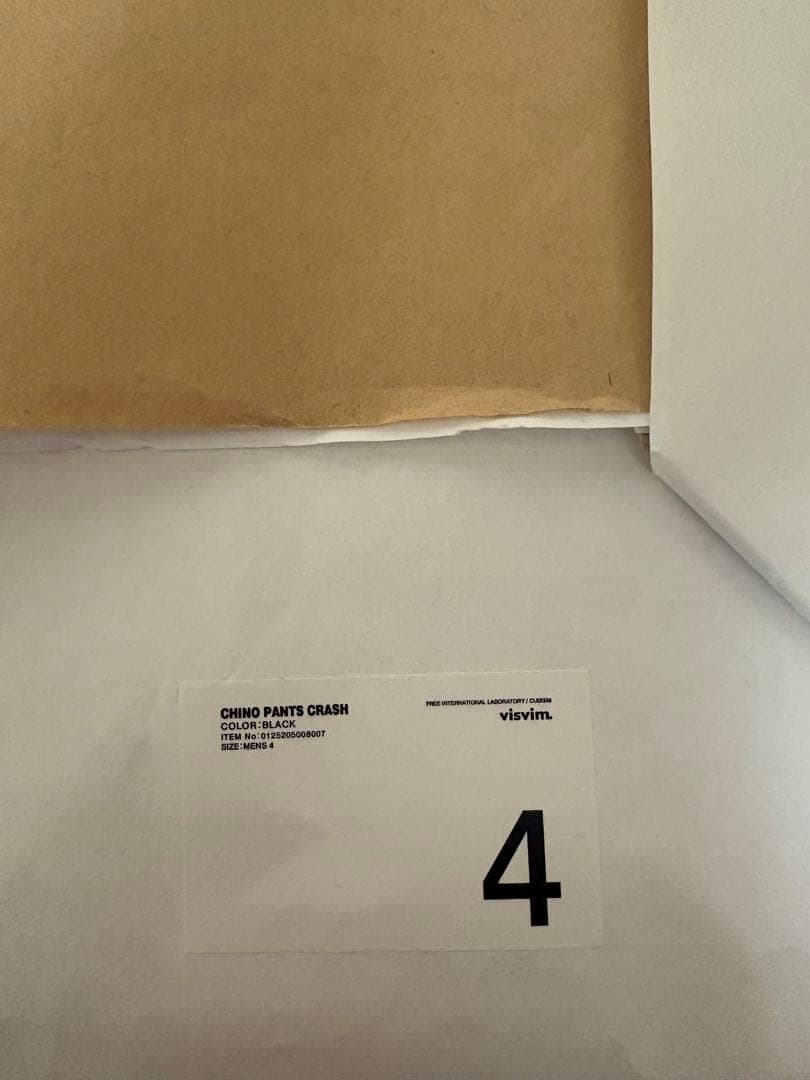 CHINO PANTS CRASH
COLOR:BLACK
ITEM No:0125205008007
SIZE:MENS 4
FREE INTERNATIONAL LABORATORY / CUBISM
visvim.
4